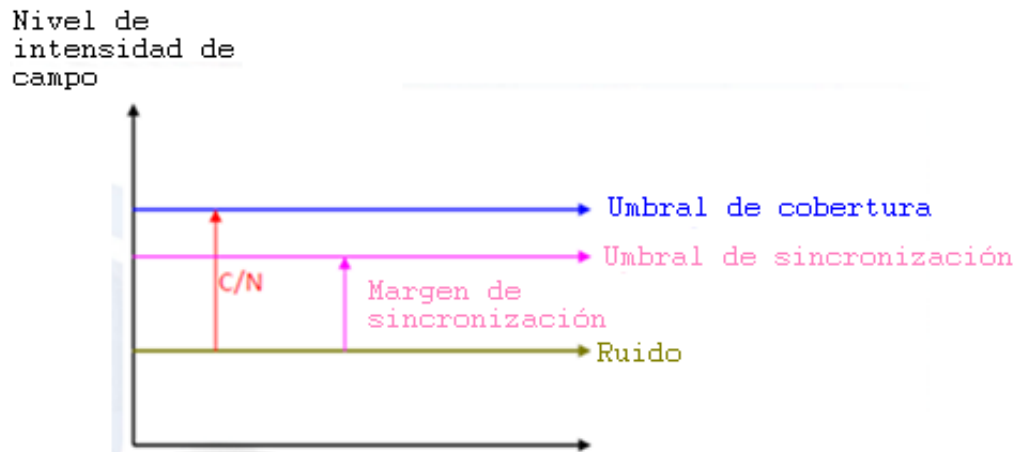 Nivel de
intensidad de
campo
Umbral de cobertura
Umbral de sincronización
C/N
Margen de
sincronización
Ruido